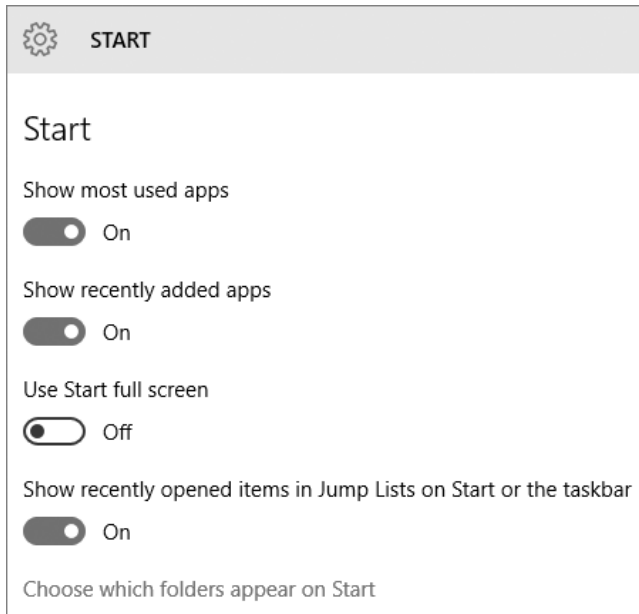 START
Start
Show most used apps
On
Show recently added apps
On
Use Start full screen
Off
Show recently opened items in Jump Lists on Start or the taskbar
On
Choose which folders appear on Start